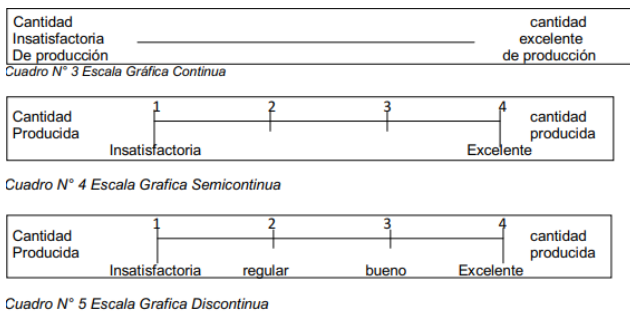 Cantidad cantidad
Insatisfactoria excelente
De producción de producción
Cuadro N° 3 Escala Gráfica Continua
1 2 3 4
Cantidad cantidad
Producida producida
Insatisfactoria Excelente
Cuadro N° 4 Escala Grafica Semicontinua
1 2 3 4
Cantidad cantidad
Producida producida
Insatisfactoria regular bueno Excelente
Cuadro N° 5 Escala Grafica Discontinua